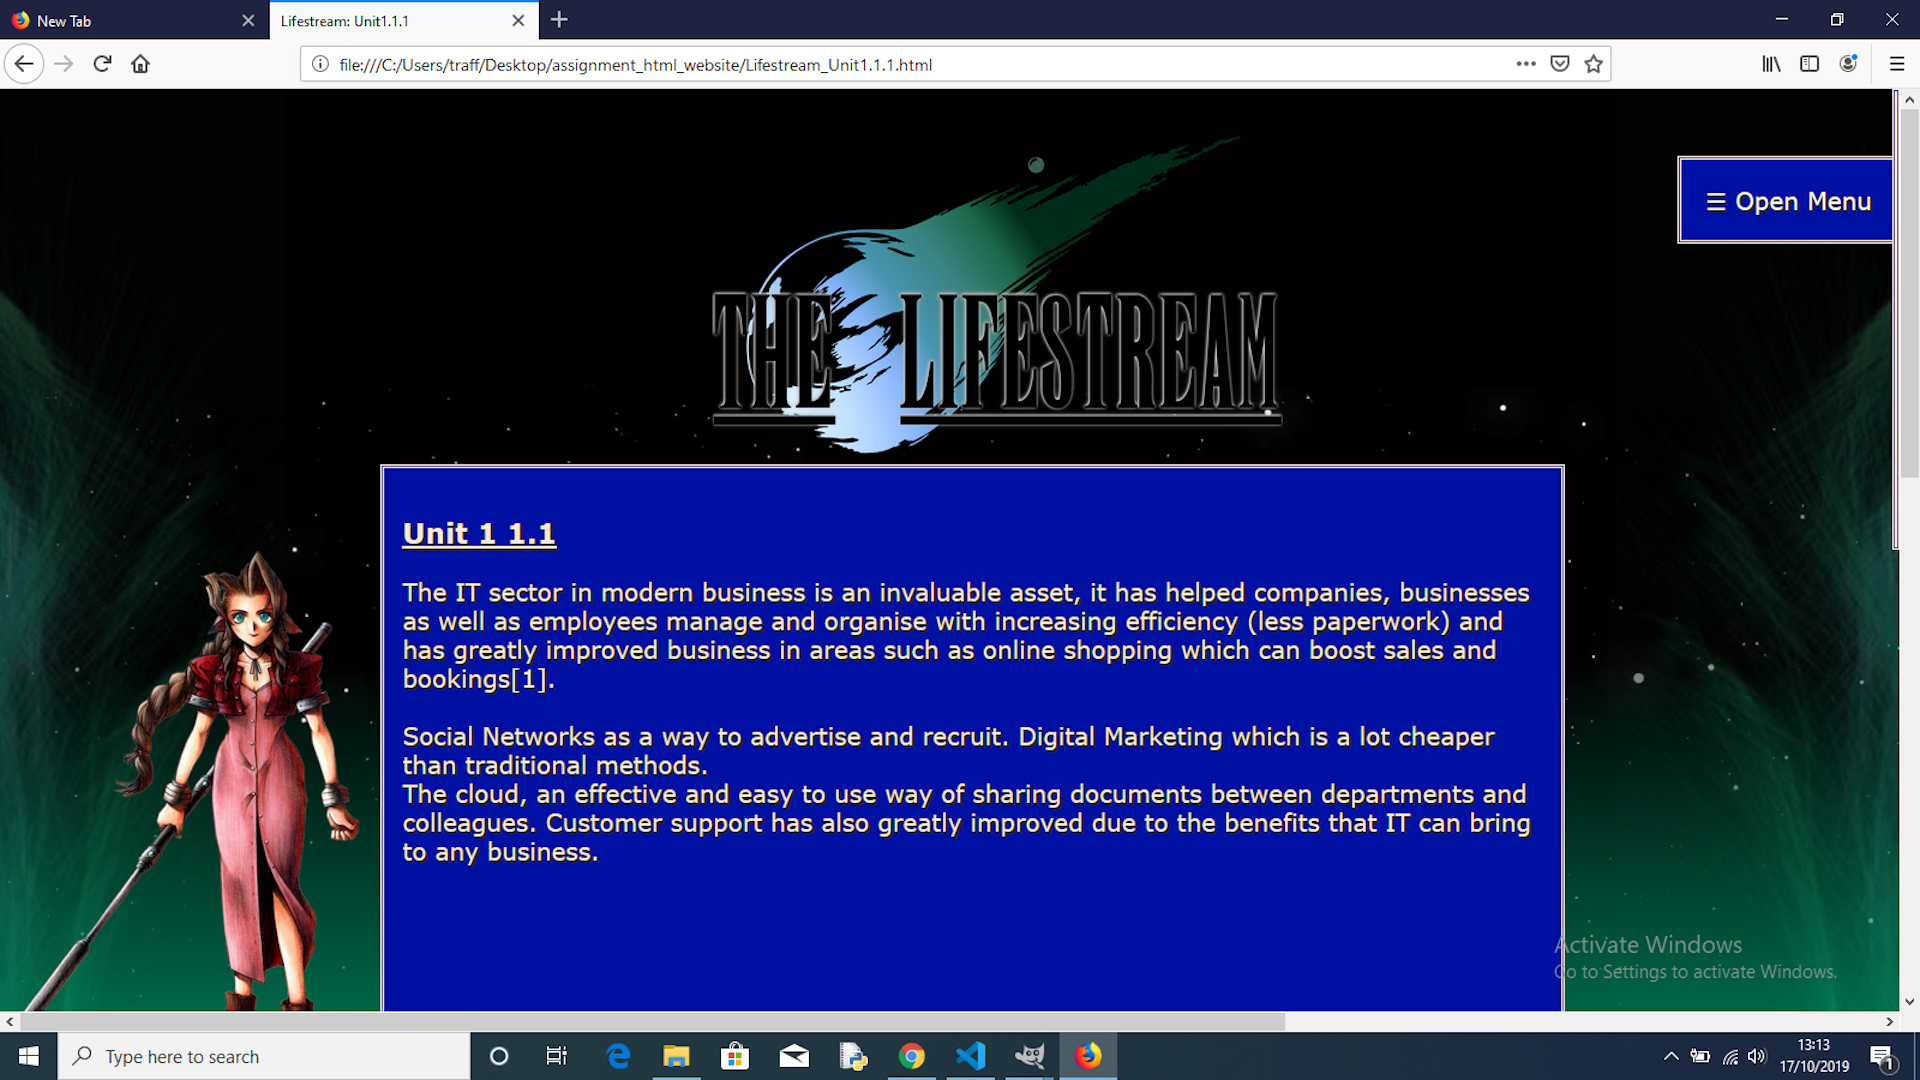 New Tab
Lifestream: Unit1.1.1
file:///C:/Users/traff/Desktop/assignment_html_website/Lifestream_Unit1.1.1.html
☰ Open Menu
THE LIFESTREAM
Unit 1 1.1
The IT sector in modern business is an invaluable asset, it has helped companies, businesses
as well as employees manage and organise with increasing efficiency (less paperwork) and
has greatly improved business in areas such as online shopping which can boost sales and
bookings[1].
Social Networks as a way to advertise and recruit. Digital Marketing which is a lot cheaper
than traditional methods.
The cloud, an effective and easy to use way of sharing documents between departments and
colleagues. Customer support has also greatly improved due to the benefits that IT can bring
to any business.
Activate Windows
Go to Settings to activate Windows.
Type here to search
13:13
17/10/2019
1